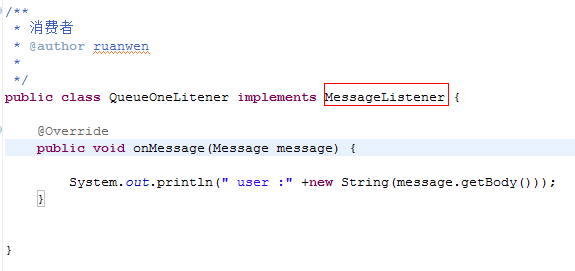 /**
 * 消费者
 * @author ruanwen
 *
 */
public class QueueOneLitener implements MessageListener {
@Override
public void onMessage(Message message) {
System.out.println(" user :" +new String(message.getBody()));
}
}